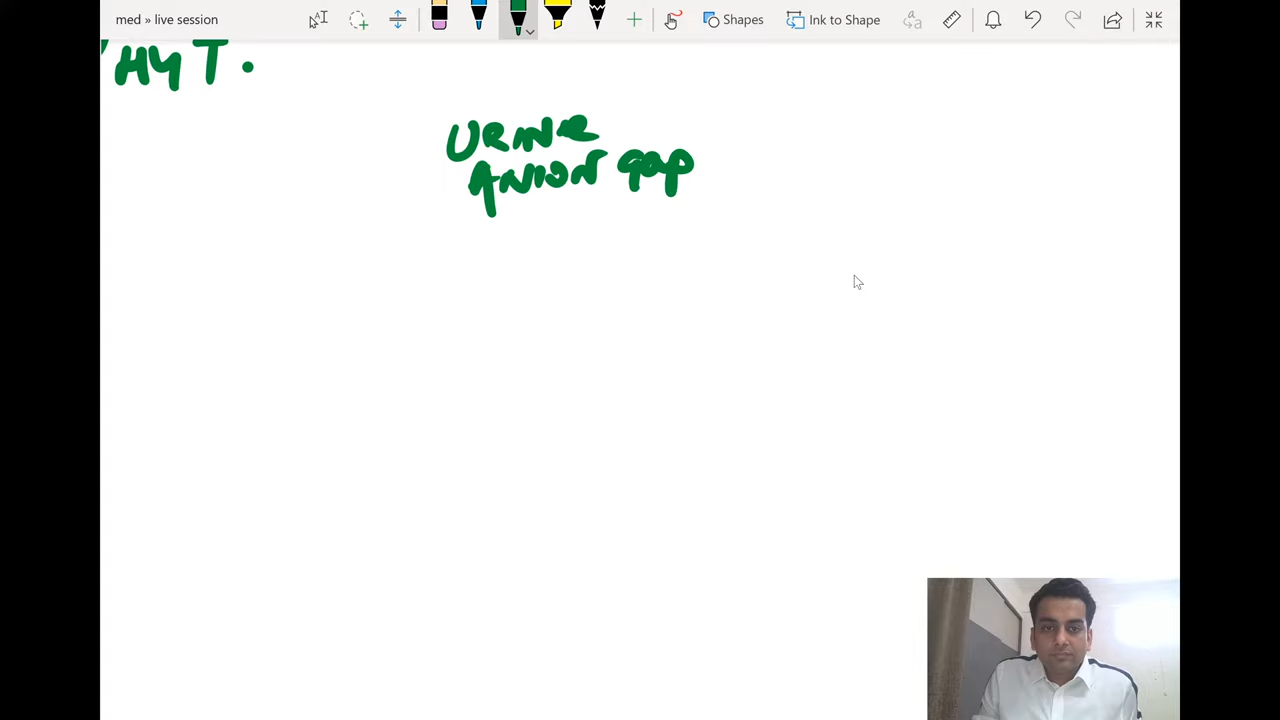 med » live session
Shapes
Ink to Shape
HYT.
URINE
ANION gap